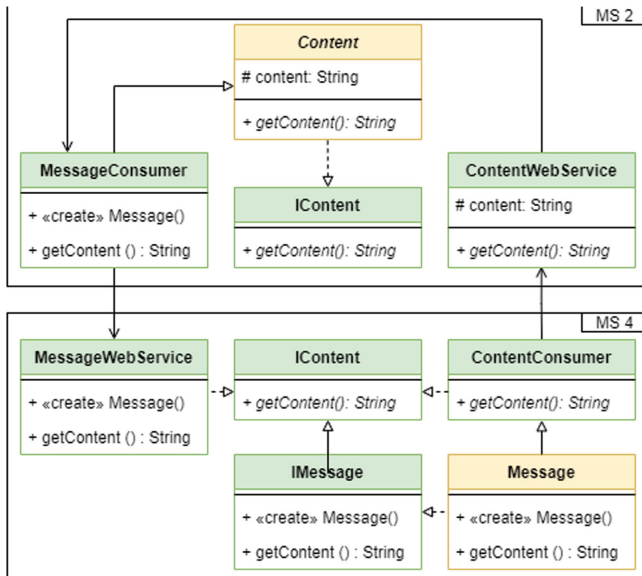 MS 2
Content
# content: String
+ getContent(): String
MessageConsumer
+ «create» Message()
+ getContent () : String
IContent
+ getContent(): String
ContentWebService
# content: String
+ getContent(): String
MS 4
MessageWebService
+ «create» Message()
+ getContent () : String
IContent
+ getContent(): String
ContentConsumer
+ getContent(): String
IMessage
+ «create» Message()
+ getContent () : String
Message
+ «create» Message()
+ getContent () : String